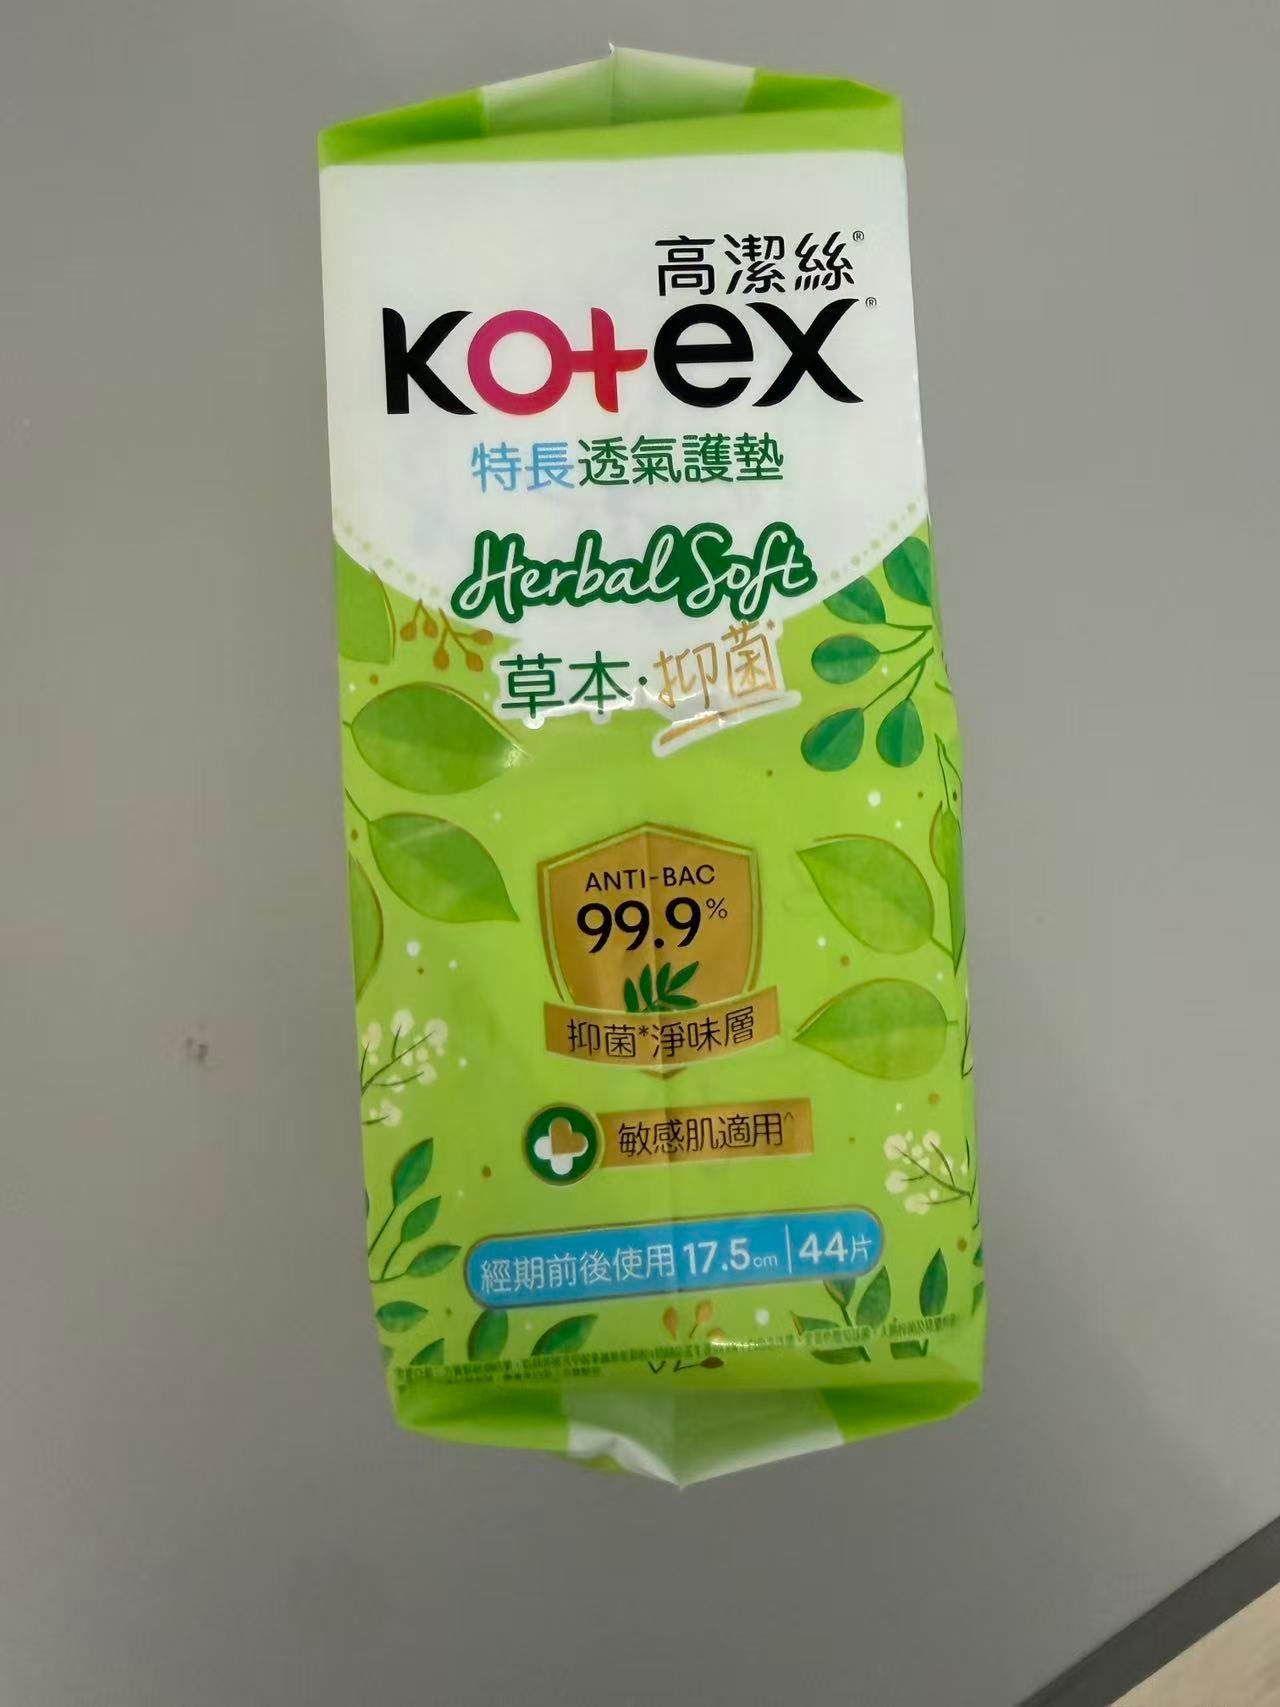 高潔絲®
Kotex®
特長透氣護墊
Herbal Soft
草本·抑菌*
ANTI-BAC
99.9%
抑菌*淨味層
敏感肌適用^
經期前後使用 17.5cm | 44片